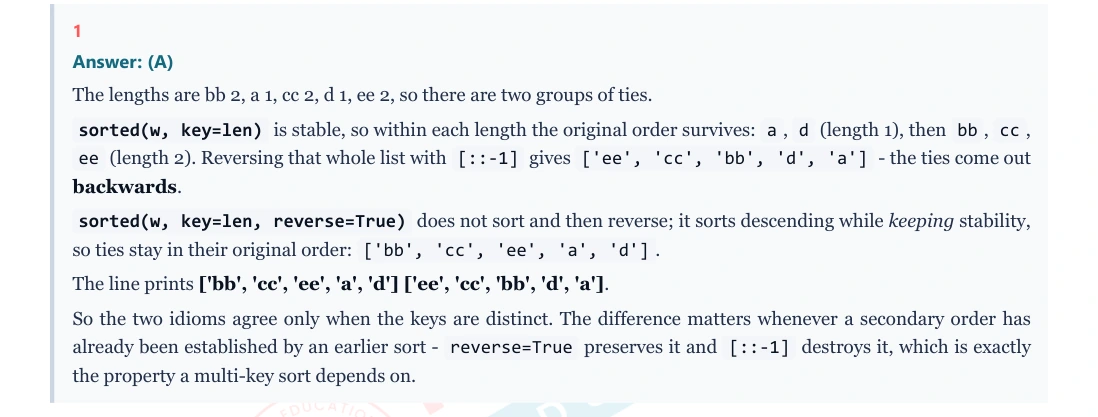 1
Answer: (A)
The lengths are bb 2, a 1, cc 2, d 1, ee 2, so there are two groups of ties.
sorted(w, key=len) is stable, so within each length the original order survives: a , d (length 1), then bb , cc ,
ee (length 2). Reversing that whole list with [::-1] gives ['ee', 'cc', 'bb', 'd', 'a'] - the ties come out
backwards.
sorted(w, key=len, reverse=True) does not sort and then reverse; it sorts descending while keeping stability,
so ties stay in their original order: ['bb', 'cc', 'ee', 'a', 'd'] .
The line prints ['bb', 'cc', 'ee', 'a', 'd'] ['ee', 'cc', 'bb', 'd', 'a'].
So the two idioms agree only when the keys are distinct. The difference matters whenever a secondary order has
already been established by an earlier sort - reverse=True preserves it and [::-1] destroys it, which is exactly
the property a multi-key sort depends on.
EDUCATIO